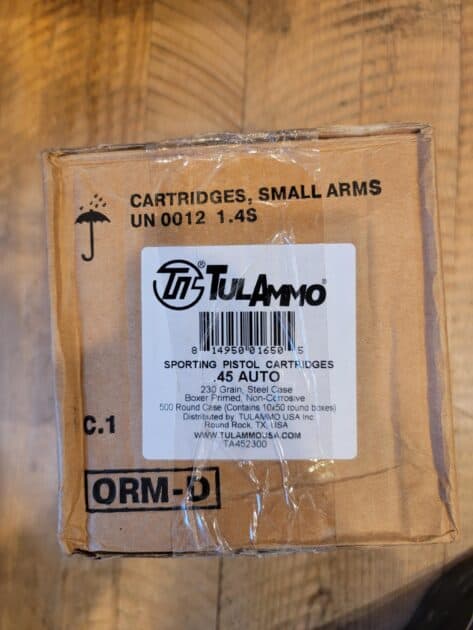 CARTRIDGES, SMALL ARMS
UN 0012 1.4S
TNS® TULAMMO®
8 14950 01650 5
SPORTING PISTOL CARTRIDGES
.45 AUTO
230 Grain, Steel Case
Boxer Primed, Non-Corrosive
500 Round Case (Contains 10x50 round boxes)
Distributed by: TULAMMO USA Inc.
Round Rock, TX, USA
WWW.TULAMMOUSA.COM
TA452300
C.1
ORM-D